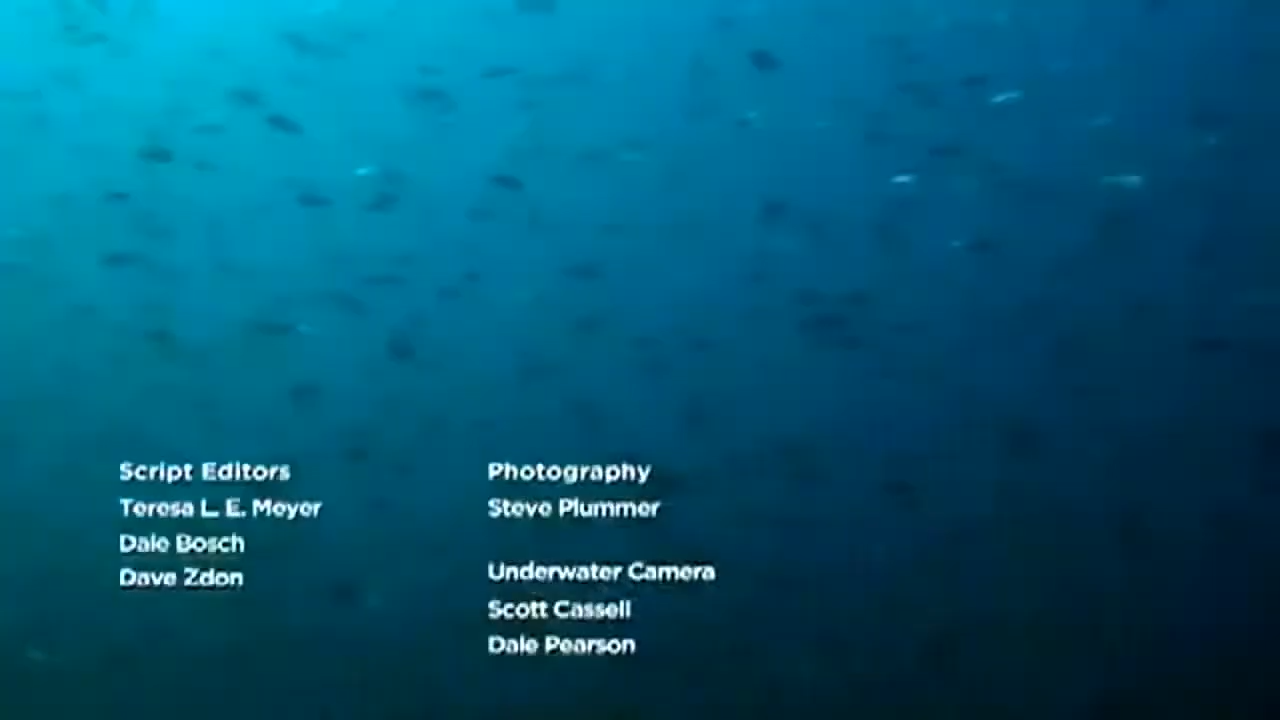 Script Editors
Teresa L. E. Meyer
Dale Bosch
Dave Zdon
Photography
Steve Plummer
Underwater Camera
Scott Cassell
Dale Pearson